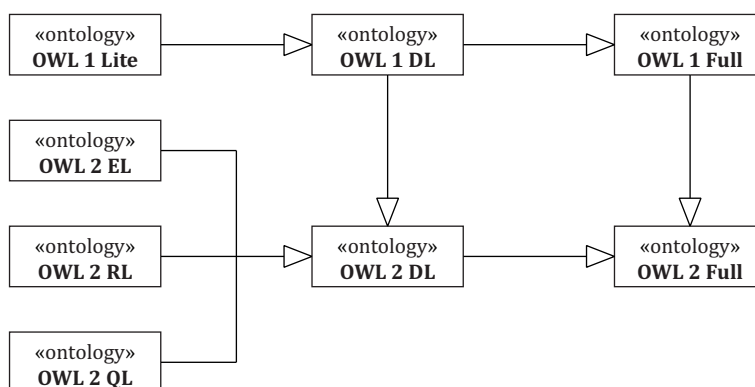 «ontology»
OWL 1 Lite
«ontology»
OWL 1 DL
«ontology»
OWL 1 Full
«ontology»
OWL 2 EL
«ontology»
OWL 2 RL
«ontology»
OWL 2 DL
«ontology»
OWL 2 Full
«ontology»
OWL 2 QL